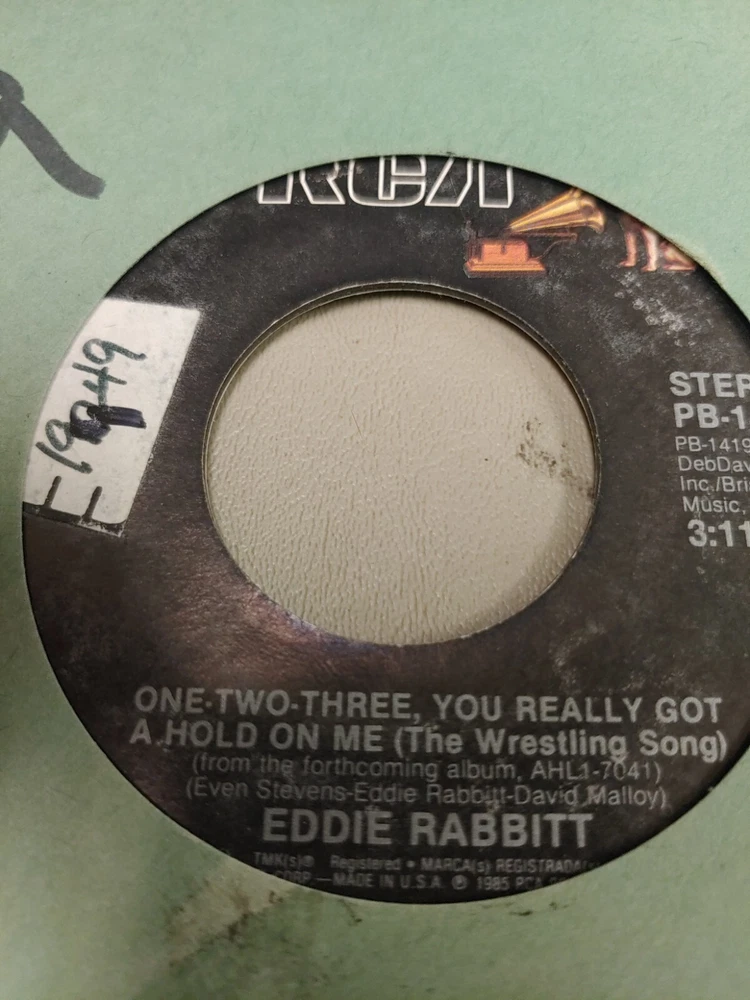 RCA
E 19249
STER
PB-1
PB-1419
DebDav
Inc./Bri
Music,
3:11
ONE-TWO-THREE, YOU REALLY GOT
A HOLD ON ME (The Wrestling Song)
(from the forthcoming album, AHL1-7041)
(Even Stevens-Eddie Rabbitt-David Malloy)
EDDIE RABBITT
TMK(s)® Registered • MARCA(s) REGISTRADA(s)
CORP.—MADE IN U.S.A. ℗ 1985